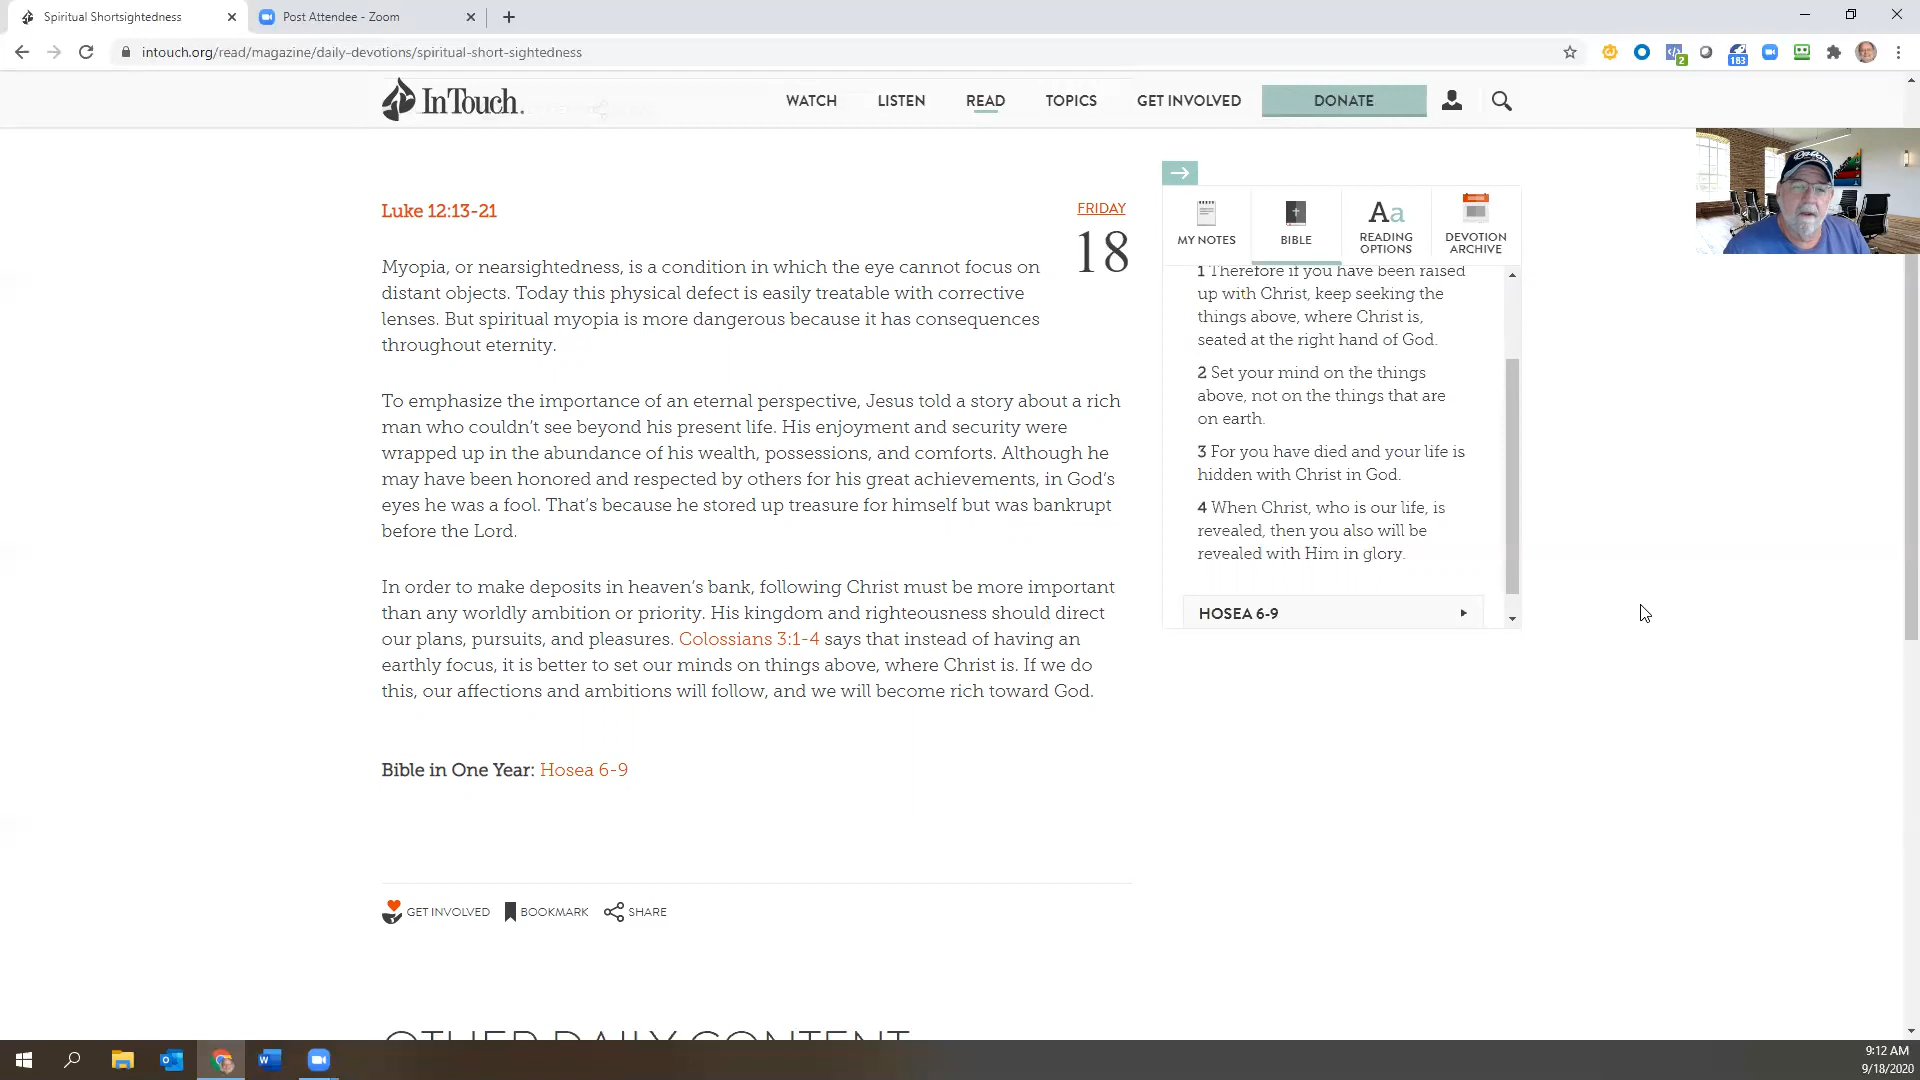 Spiritual Shortsightedness
Post Attendee - Zoom
intouch.org/read/magazine/daily-devotions/spiritual-short-sightedness
2
183
InTouch.
WATCH
LISTEN
READ
TOPICS
GET INVOLVED
DONATE
Luke 12:13-21
FRIDAY
18
Myopia, or nearsightedness, is a condition in which the eye cannot focus on
distant objects. Today this physical defect is easily treatable with corrective
lenses. But spiritual myopia is more dangerous because it has consequences
throughout eternity.
To emphasize the importance of an eternal perspective, Jesus told a story about a rich
man who couldn't see beyond his present life. His enjoyment and security were
wrapped up in the abundance of his wealth, possessions, and comforts. Although he
may have been honored and respected by others for his great achievements, in God's
eyes he was a fool. That's because he stored up treasure for himself but was bankrupt
before the Lord.
In order to make deposits in heaven's bank, following Christ must be more important
than any worldly ambition or priority. His kingdom and righteousness should direct
our plans, pursuits, and pleasures. Colossians 3:1-4 says that instead of having an
earthly focus, it is better to set our minds on things above, where Christ is. If we do
this, our affections and ambitions will follow, and we will become rich toward God.
Bible in One Year: Hosea 6-9
GET INVOLVED
BOOKMARK
SHARE
OTHER DAILY CONTENT
MY NOTES
BIBLE
Aa
READING
OPTIONS
DEVOTION
ARCHIVE
1 Therefore if you have been raised
up with Christ, keep seeking the
things above, where Christ is,
seated at the right hand of God.
2 Set your mind on the things
above, not on the things that are
on earth.
3 For you have died and your life is
hidden with Christ in God.
4 When Christ, who is our life, is
revealed, then you also will be
revealed with Him in glory.
HOSEA 6-9
9:12 AM
9/18/2020